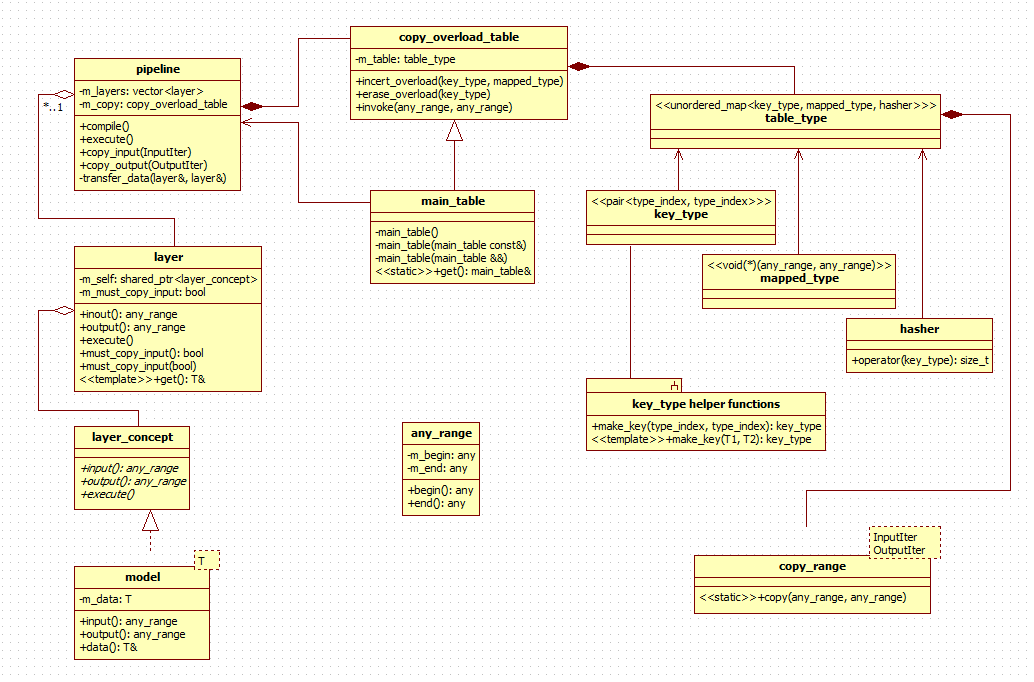 copy_overload_table
-m_table: table_type
+incert_overload(key_type, mapped_type)
+erase_overload(key_type)
+invoke(any_range, any_range)
pipeline
-m_layers: vector<layer>
-m_copy: copy_overload_table
+compile()
+execute()
+copy_input(InputIter)
+copy_output(OutputIter)
-transfer_data(layer&, layer&)
*..1
<<unordered_map<key_type, mapped_type, hasher>>>
table_type
main_table
-main_table()
-main_table(main_table const&)
-main_table(main_table &&)
<<static>>+get(): main_table&
<<pair<type_index, type_index>>>
key_type
<<void(*)(any_range, any_range)>>
mapped_type
layer
-m_self: shared_ptr<layer_concept>
-m_must_copy_input: bool
+inout(): any_range
+output(): any_range
+execute()
+must_copy_input(): bool
+must_copy_input(bool)
<<template>>+get(): T&
hasher
+operator(key_type): size_t
key_type helper functions
+make_key(type_index, type_index): key_type
<<template>>+make_key(T1, T2): key_type
layer_concept
+input(): any_range
+output(): any_range
+execute()
any_range
-m_begin: any
-m_end: any
+begin(): any
+end(): any
T
model
-m_data: T
+input(): any_range
+output(): any_range
+data(): T&
InputIter
OutputIter
copy_range
<<static>>+copy(any_range, any_range)